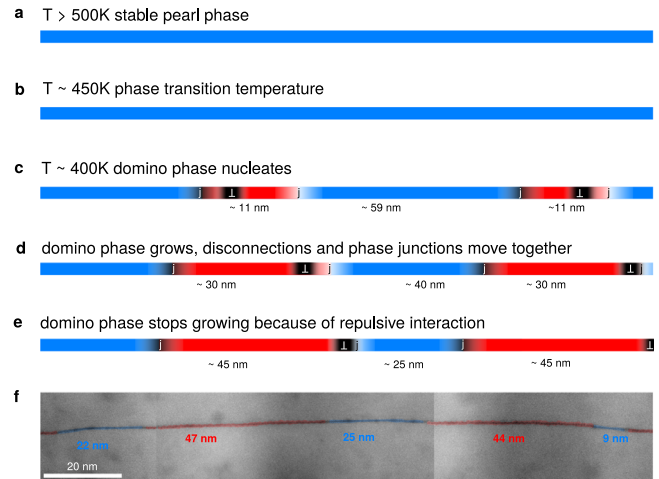 a T > 500K stable pearl phase
b T ~ 450K phase transition temperature
c T ~ 400K domino phase nucleates
j ⊥ j j ⊥ j
~ 11 nm ~ 59 nm ~11 nm
d domino phase grows, disconnections and phase junctions move together
j ⊥ j j ⊥ j
~ 30 nm ~ 40 nm ~ 30 nm
e domino phase stops growing because of repulsive interaction
j ⊥ j j ⊥
~ 45 nm ~ 25 nm ~ 45 nm
f
22 nm 47 nm 25 nm 44 nm 9 nm
20 nm